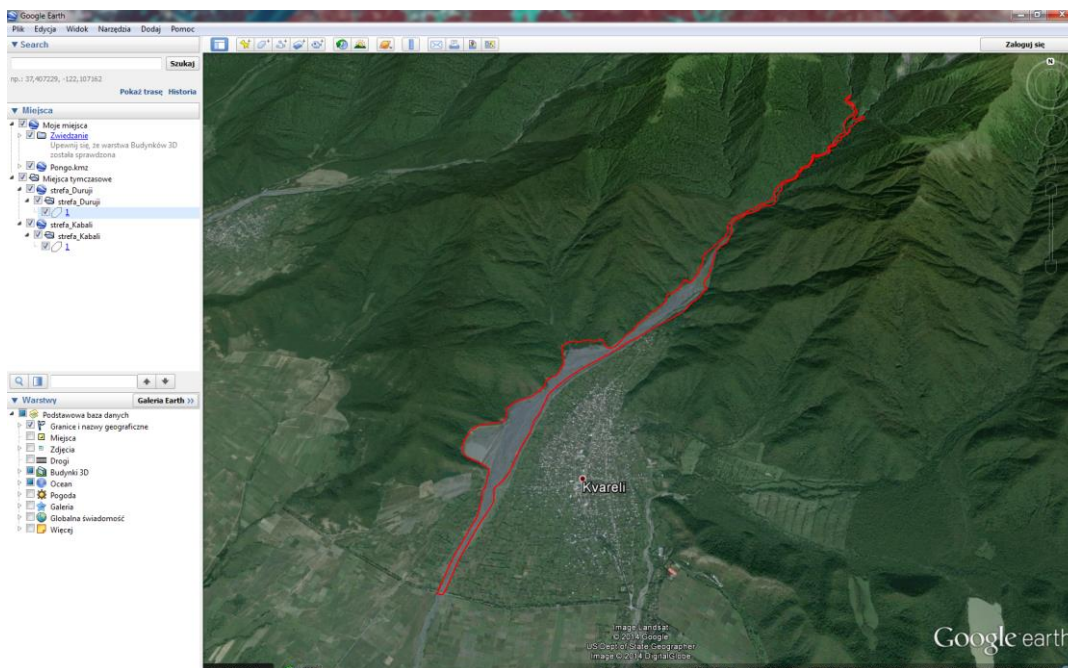 Google Earth
Plik Edycja Widok Narzędzia Dodaj Pomoc
Search
Szukaj
np.: 37,407229, -122,107162
Pokaż trasę Historia
Zaloguj się
N
Miejsca
Moje miejsca
Zwiedzanie
Upewnij się, że warstwa Budynków 3D
została sprawdzona
Pongo.kmz
Miejsca tymczasowe
strefa_Duruji
strefa_Duruji
1
strefa_Kabali
strefa_Kabali
1
Warstwy Galeria Earth >>
Podstawowa baza danych
Granice i nazwy geograficzne
Miejsca
Zdjęcia
Drogi
Budynki 3D
Ocean
Pogoda
Galeria
Globalna świadomość
Więcej
Kvareli
Image Landsat
© 2014 Google
US Dept of State Geographer
Image © 2014 DigitalGlobe
Google earth